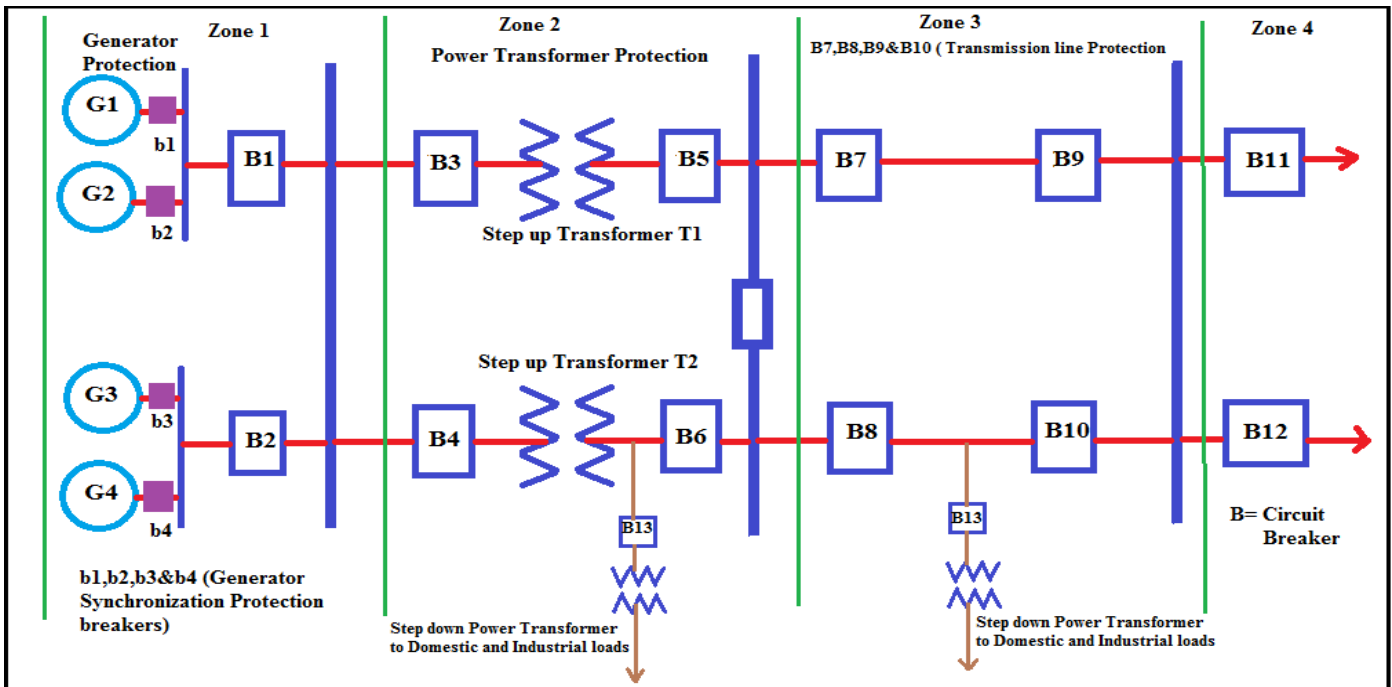 Zone 1
Generator
Protection
G1
b1
G2
b2
B1
G3
b3
G4
b4
B2
b1,b2,b3&b4 (Generator
Synchronization Protection
breakers)
Zone 2
Power Transformer Protection
B3
B5
Step up Transformer T1
Step up Transformer T2
B4
B6
B13
Step down Power Transformer
to Domestic and Industrial loads
Zone 3
B7,B8,B9&B10 ( Transmission line Protection
B7
B9
B8
B10
B13
Step down Power Transformer
to Domestic and Industrial loads
Zone 4
B11
B12
B= Circuit
Breaker